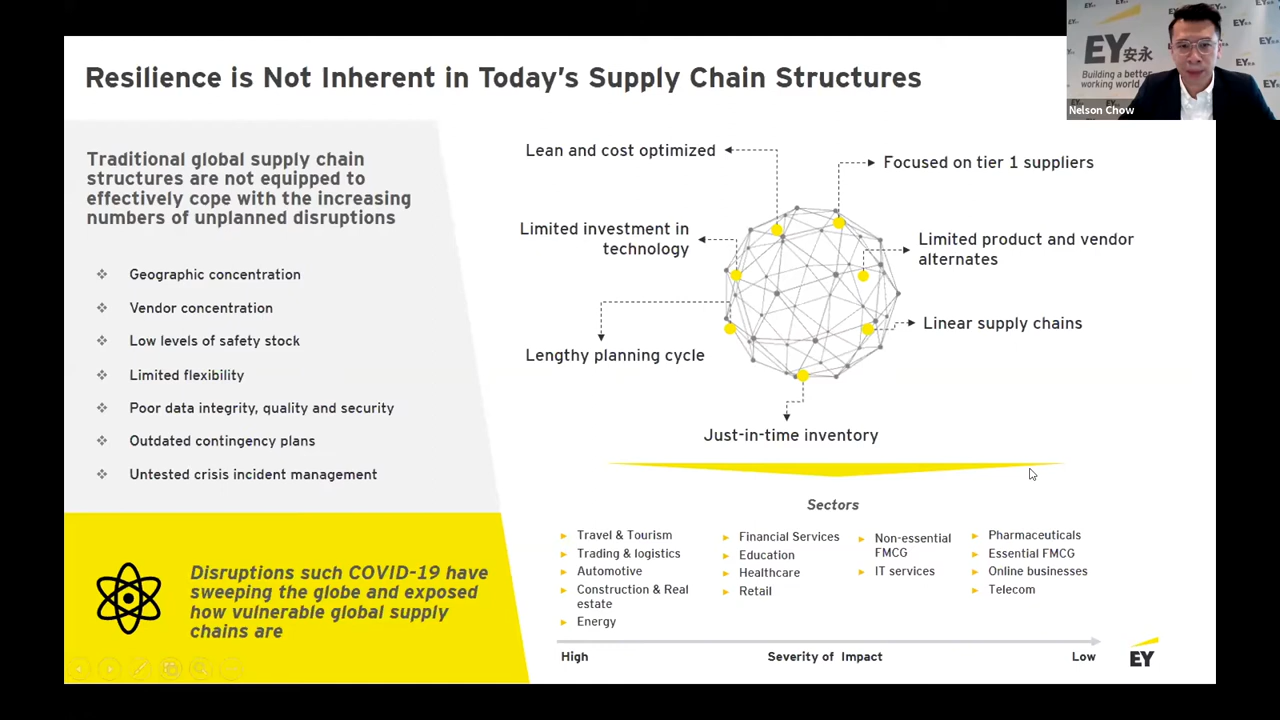 Resilience is Not Inherent in Today's Supply Chain Structures
EY安永
Building a better
working world
Nelson Chow
Traditional global supply chain
structures are not equipped to
effectively cope with the increasing
numbers of unplanned disruptions
❖ Geographic concentration
❖ Vendor concentration
❖ Low levels of safety stock
❖ Limited flexibility
❖ Poor data integrity, quality and security
❖ Outdated contingency plans
❖ Untested crisis incident management
Disruptions such COVID-19 have
sweeping the globe and exposed
how vulnerable global supply
chains are
Lean and cost optimized
Focused on tier 1 suppliers
Limited investment in
technology
Limited product and vendor
alternates
Linear supply chains
Lengthy planning cycle
Just-in-time inventory
Sectors
► Travel & Tourism
► Trading & logistics
► Automotive
► Construction & Real
estate
► Energy
► Financial Services
► Education
► Healthcare
► Retail
► Non-essential
FMCG
► IT services
► Pharmaceuticals
► Essential FMCG
► Online businesses
► Telecom
High Severity of Impact Low
EY